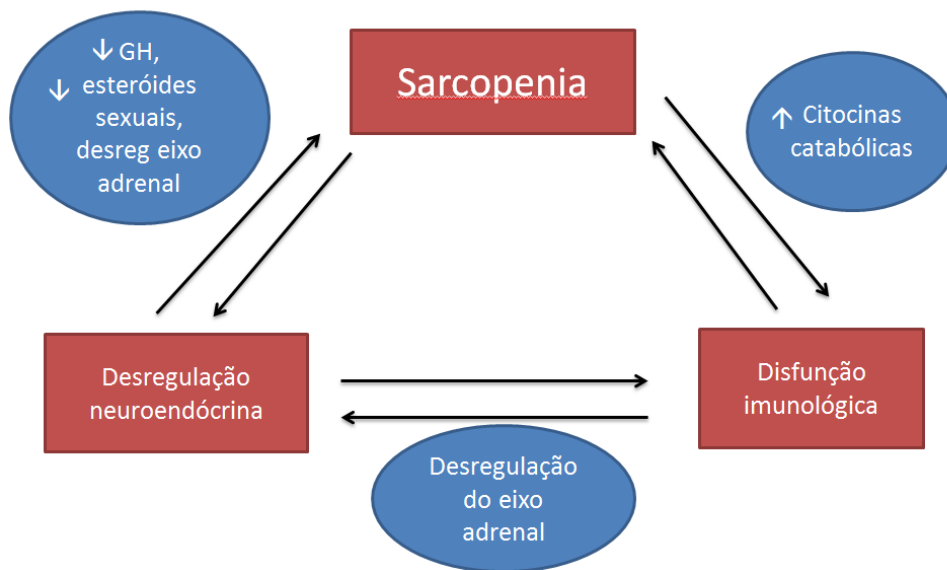 ↓ GH,
↓ esteróides
sexuais,
desreg eixo
adrenal
Sarcopenia
↑ Citocinas
catabólicas
Desregulação
neuroendócrina
Disfunção
imunológica
Desregulação
do eixo
adrenal